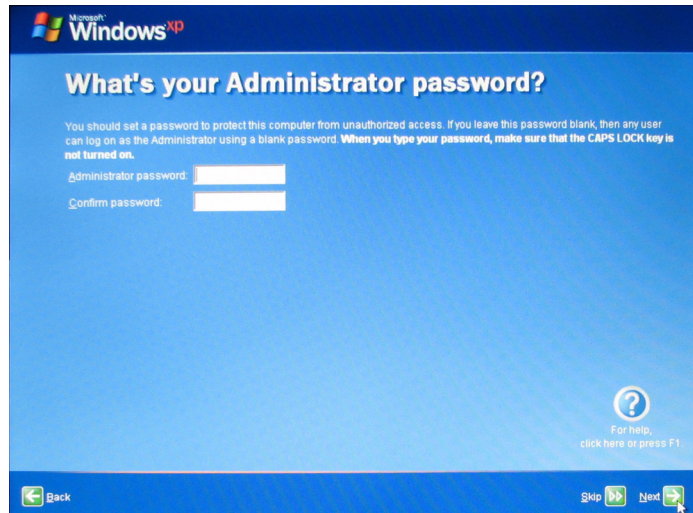 Microsoft
Windows xp
What's your Administrator password?
You should set a password to protect this computer from unauthorized access. If you leave this password blank, then any user
can log on as the Administrator using a blank password. When you type your password, make sure that the CAPS LOCK key is
not turned on.
Administrator password:
Confirm password:
For help,
click here or press F1.
Back
Skip
Next